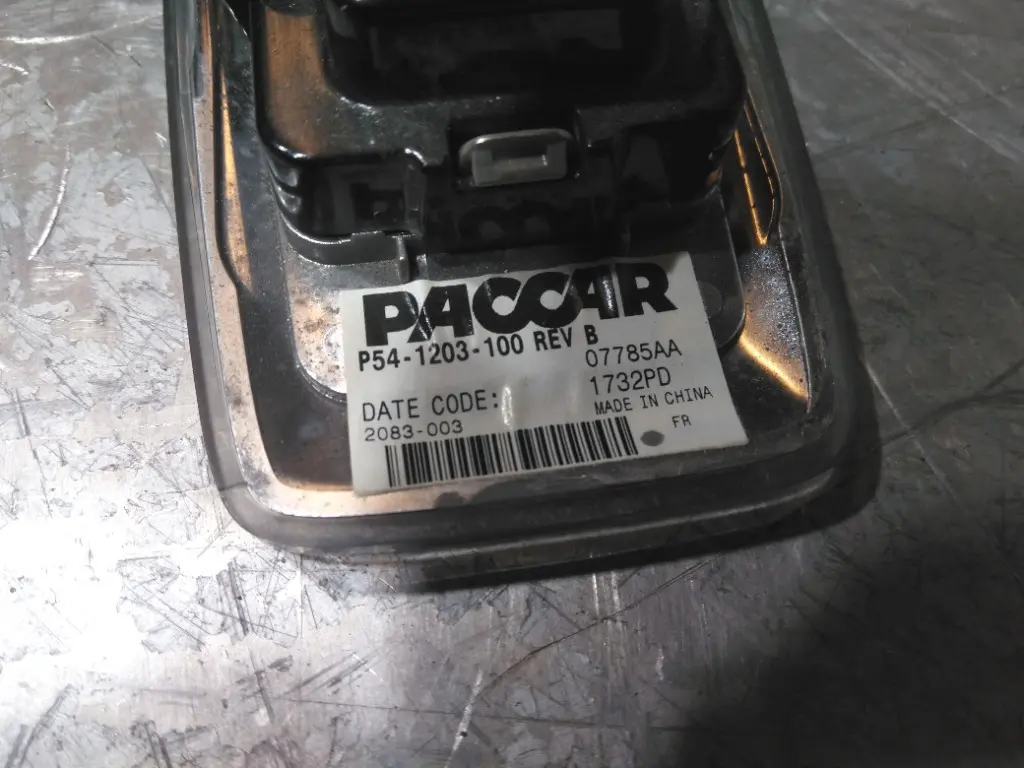 PACCAR
P54-1203-100 REV B
07785AA
DATE CODE:
1732PD
2083-003
MADE IN CHINA
FR